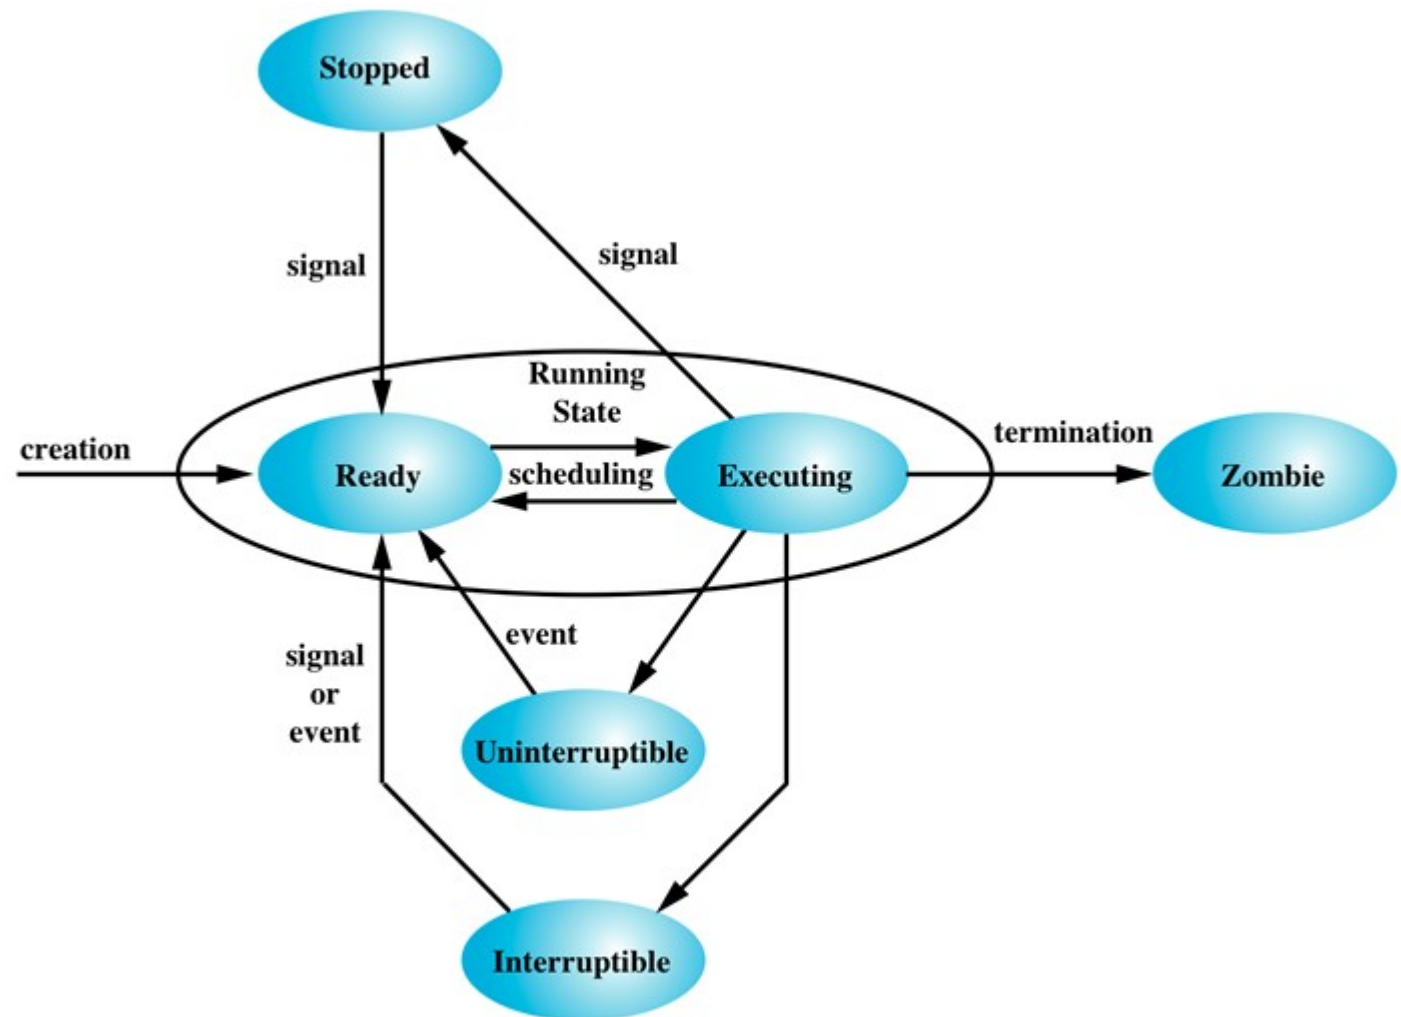 Stopped
signal
signal
Running
State
creation
Ready
scheduling
Executing
termination
Zombie
event
signal
or
event
Uninterruptible
Interruptible